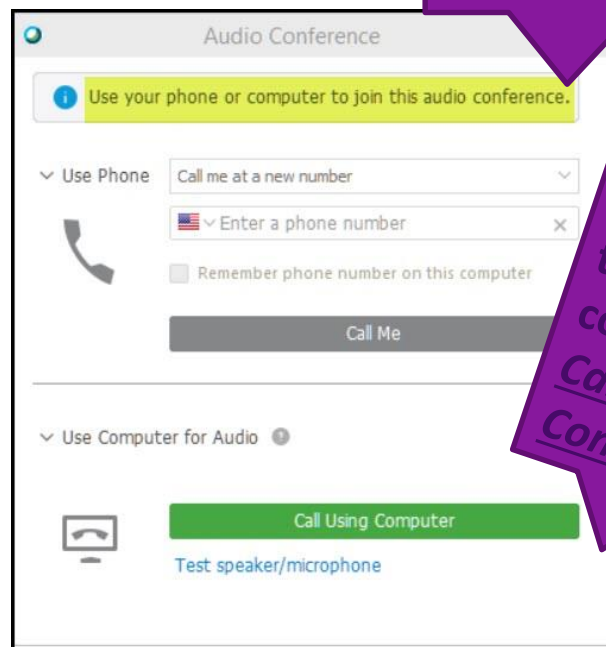 Audio Conference
Use your phone or computer to join this audio conference.
Use Phone
Call me at a new number
Enter a phone number
Remember phone number on this computer
Call Me
Use Computer for Audio
Call Using Computer
Test speaker/microphone